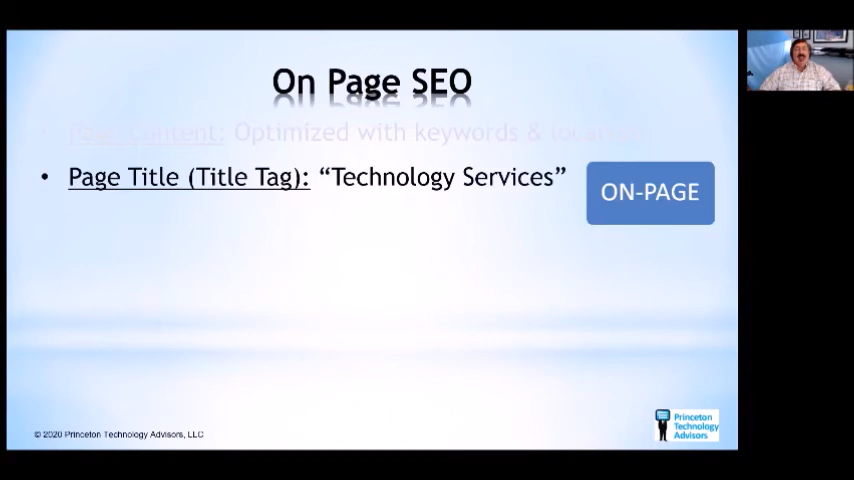 On Page SEO
• Page Content: Optimized with keywords & location
• Page Title (Title Tag): “Technology Services”
ON-PAGE
© 2020 Princeton Technology Advisors, LLC
Princeton
Technology
Advisors